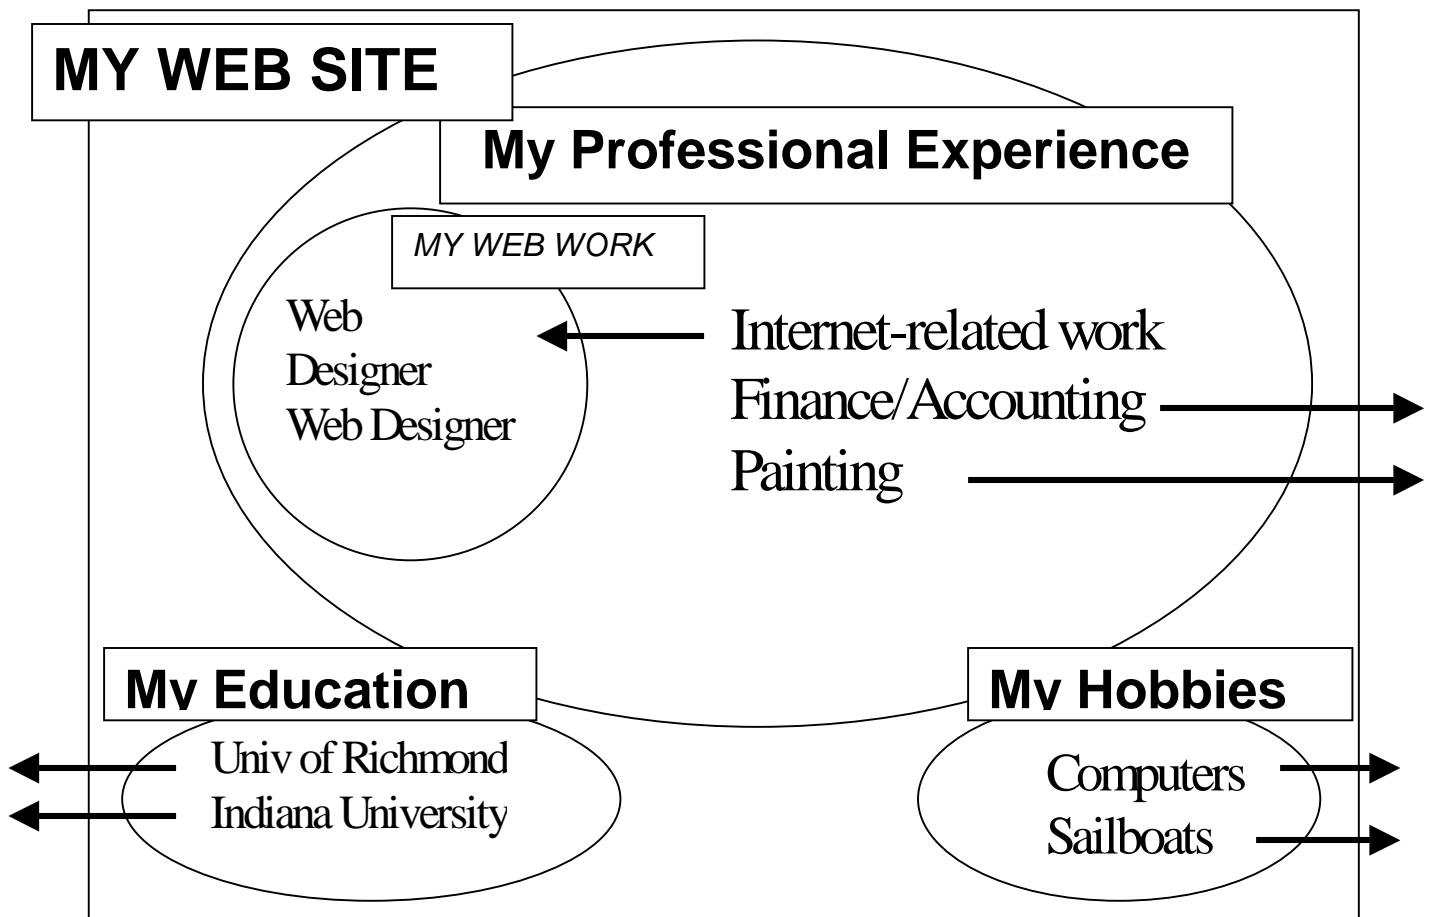 MY WEB SITE
My Professional Experience
MY WEB WORK
Web
Designer
Web Designer
Internet-related work
Finance/Accounting
Painting
My Education
Univ of Richmond
Indiana University
My Hobbies
Computers
Sailboats